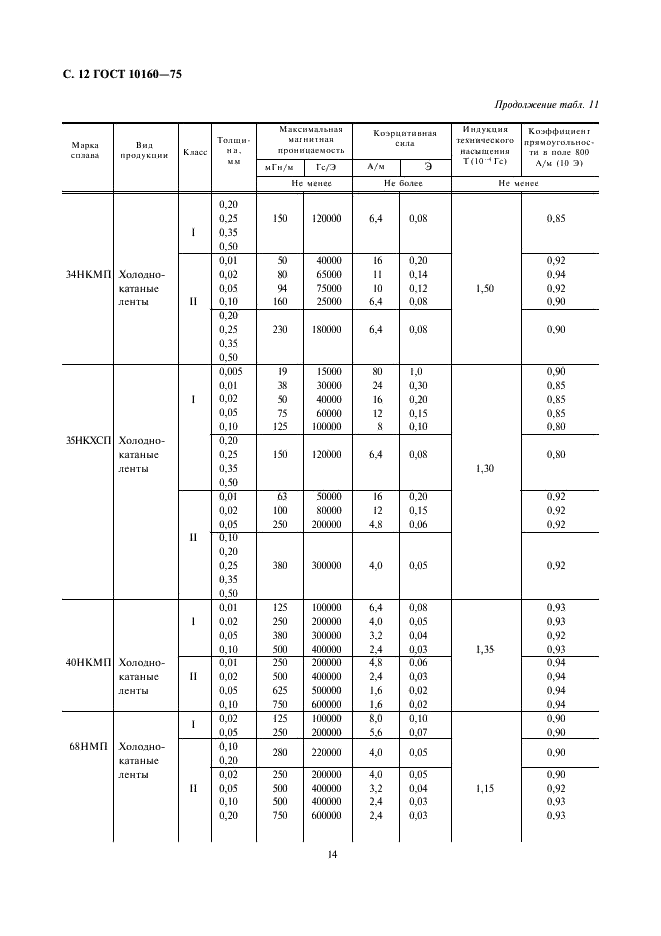 С. 12 ГОСТ 10160—75
Продолжение табл. 11
Марка сплава | Вид продукции | Класс | Толщи-на, мм | Максимальная магнитная проницаемость | Коэрцитивная сила | Индукция технического насыщения Т (10⁻⁴ Гс) | Коэффициент прямоугольнос-ти в поле 800 А/м (10 Э)
мГн/м | Гс/Э | А/м | Э
Не менее | Не более | Не менее
0,20
0,25 | 150 | 120000 | 6,4 | 0,08 | 0,85
I | 0,35
0,50
0,01 | 50 | 40000 | 16 | 0,20 | 0,92
34НКМП | Холодно- | 0,02 | 80 | 65000 | 11 | 0,14 | 0,94
катаные | 0,05 | 94 | 75000 | 10 | 0,12 | 1,50 | 0,92
ленты | II | 0,10 | 160 | 25000 | 6,4 | 0,08 | 0,90
0,20
0,25 | 230 | 180000 | 6,4 | 0,08 | 0,90
0,35
0,50
0,005 | 19 | 15000 | 80 | 1,0 | 0,90
0,01 | 38 | 30000 | 24 | 0,30 | 0,85
I | 0,02 | 50 | 40000 | 16 | 0,20 | 0,85
0,05 | 75 | 60000 | 12 | 0,15 | 0,85
0,10 | 125 | 100000 | 8 | 0,10 | 0,80
35НКХСП | Холодно- | 0,20
катаные | 0,25 | 150 | 120000 | 6,4 | 0,08 | 0,80
ленты | 0,35 | 1,30
0,50
0,01 | 63 | 50000 | 16 | 0,20 | 0,92
0,02 | 100 | 80000 | 12 | 0,15 | 0,92
0,05 | 250 | 200000 | 4,8 | 0,06 | 0,92
II | 0,10
0,20
0,25 | 380 | 300000 | 4,0 | 0,05 | 0,92
0,35
0,50
0,01 | 125 | 100000 | 6,4 | 0,08 | 0,93
I | 0,02 | 250 | 200000 | 4,0 | 0,05 | 0,93
0,05 | 380 | 300000 | 3,2 | 0,04 | 0,92
0,10 | 500 | 400000 | 2,4 | 0,03 | 1,35 | 0,93
40НКМП | Холодно- | 0,01 | 250 | 200000 | 4,8 | 0,06 | 0,94
катаные | II | 0,02 | 500 | 400000 | 2,4 | 0,03 | 0,94
ленты | 0,05 | 625 | 500000 | 1,6 | 0,02 | 0,94
0,10 | 750 | 600000 | 1,6 | 0,02 | 0,94
I | 0,02 | 125 | 100000 | 8,0 | 0,10 | 0,90
0,05 | 250 | 200000 | 5,6 | 0,07 | 0,90
68НМП | Холодно- | 0,10 | 280 | 220000 | 4,0 | 0,05 | 0,90
катаные | 0,20
ленты | 0,02 | 250 | 200000 | 4,0 | 0,05 | 0,90
II | 0,05 | 500 | 400000 | 3,2 | 0,04 | 1,15 | 0,92
0,10 | 500 | 400000 | 2,4 | 0,03 | 0,93
0,20 | 750 | 600000 | 2,4 | 0,03 | 0,93
14